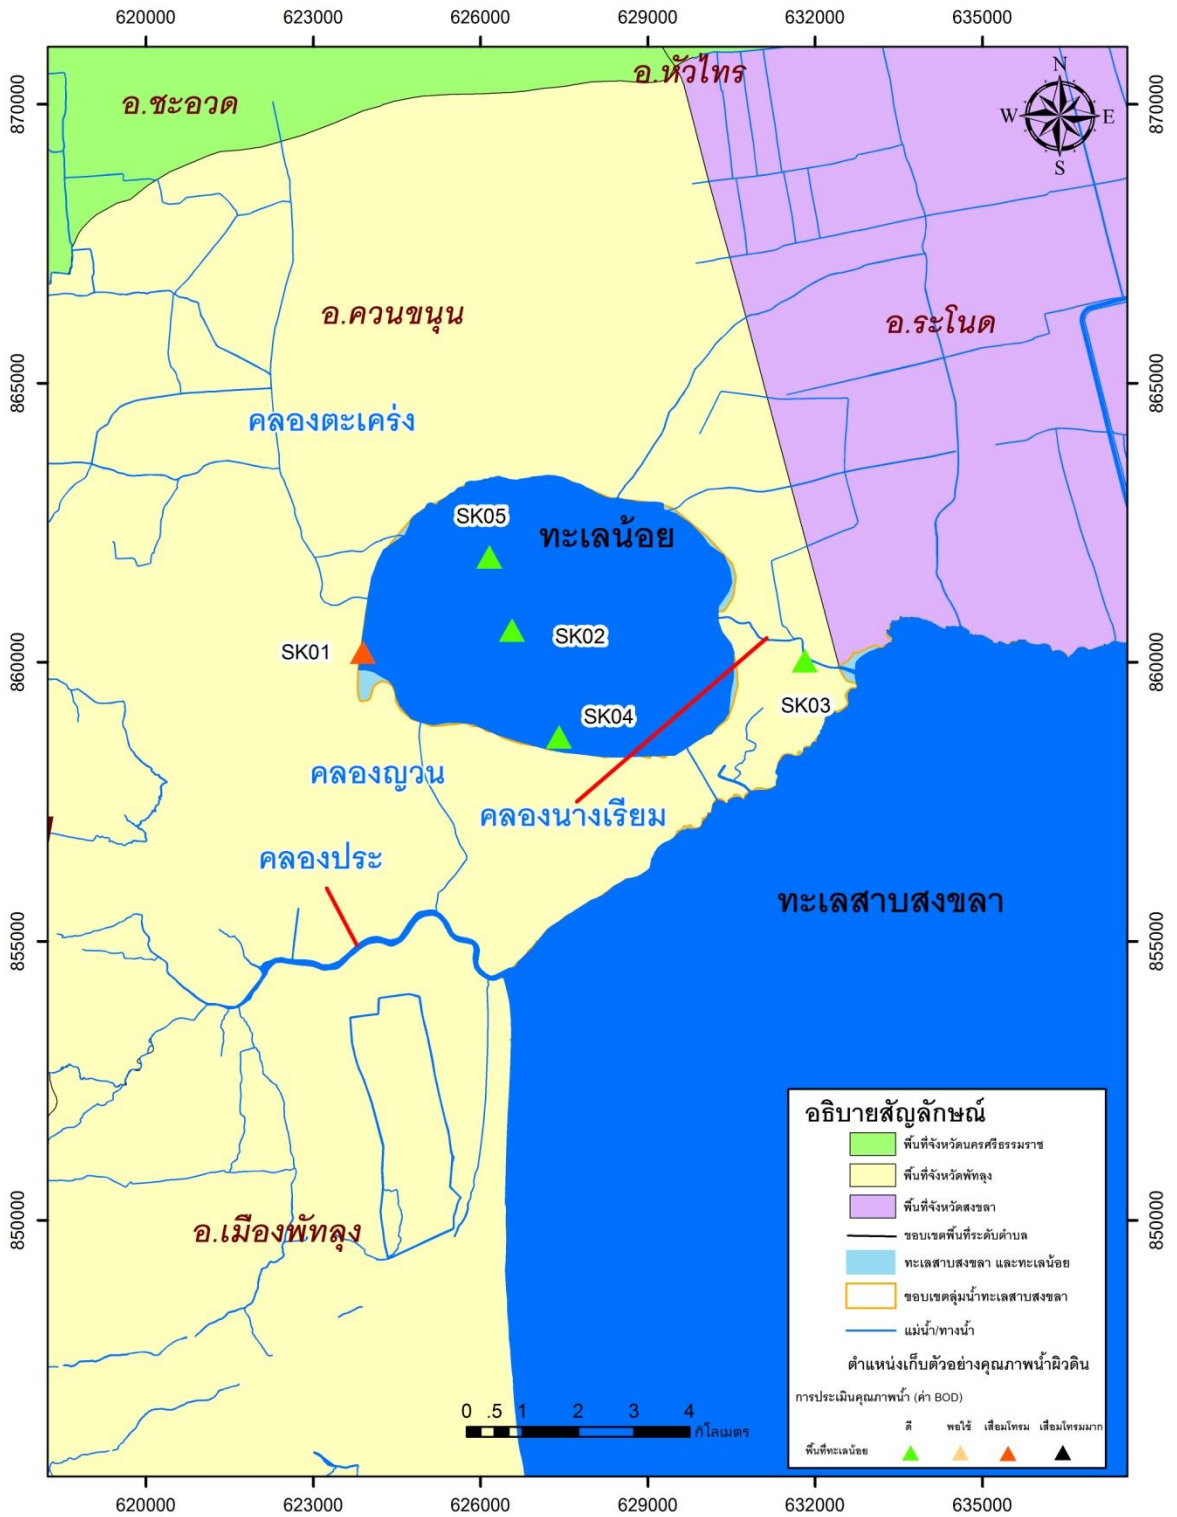 620000 623000 626000 629000 632000 635000
870000 870000
865000 865000
860000 860000
855000 855000
850000 850000
อ.ชะอวด
อ.หัวไทร
N
W E
S
อ.ควนขนุน
อ.ระโนด
คลองตะเคร่ง
SK05
ทะเลน้อย
SK02
SK01
SK04
SK03
คลองญวน
คลองนางเรียม
คลองประ
ทะเลสาบสงขลา
อ.เมืองพัทลุง
อธิบายสัญลักษณ์
พื้นที่จังหวัดนครศรีธรรมราช
พื้นที่จังหวัดพัทลุง
พื้นที่จังหวัดสงขลา
ขอบเขตพื้นที่ระดับตำบล
ทะเลสาบสงขลา และทะเลน้อย
ขอบเขตลุ่มน้ำทะเลสาบสงขลา
แม่น้ำ/ทางน้ำ
ตำแหน่งเก็บตัวอย่างคุณภาพน้ำผิวดิน
การประเมินคุณภาพน้ำ (ค่า BOD)
ดี พอใช้ เสื่อมโทรม เสื่อมโทรมมาก
พื้นที่ทะเลน้อย
0 .5 1 2 3 4
กิโลเมตร
620000 623000 626000 629000 632000 635000